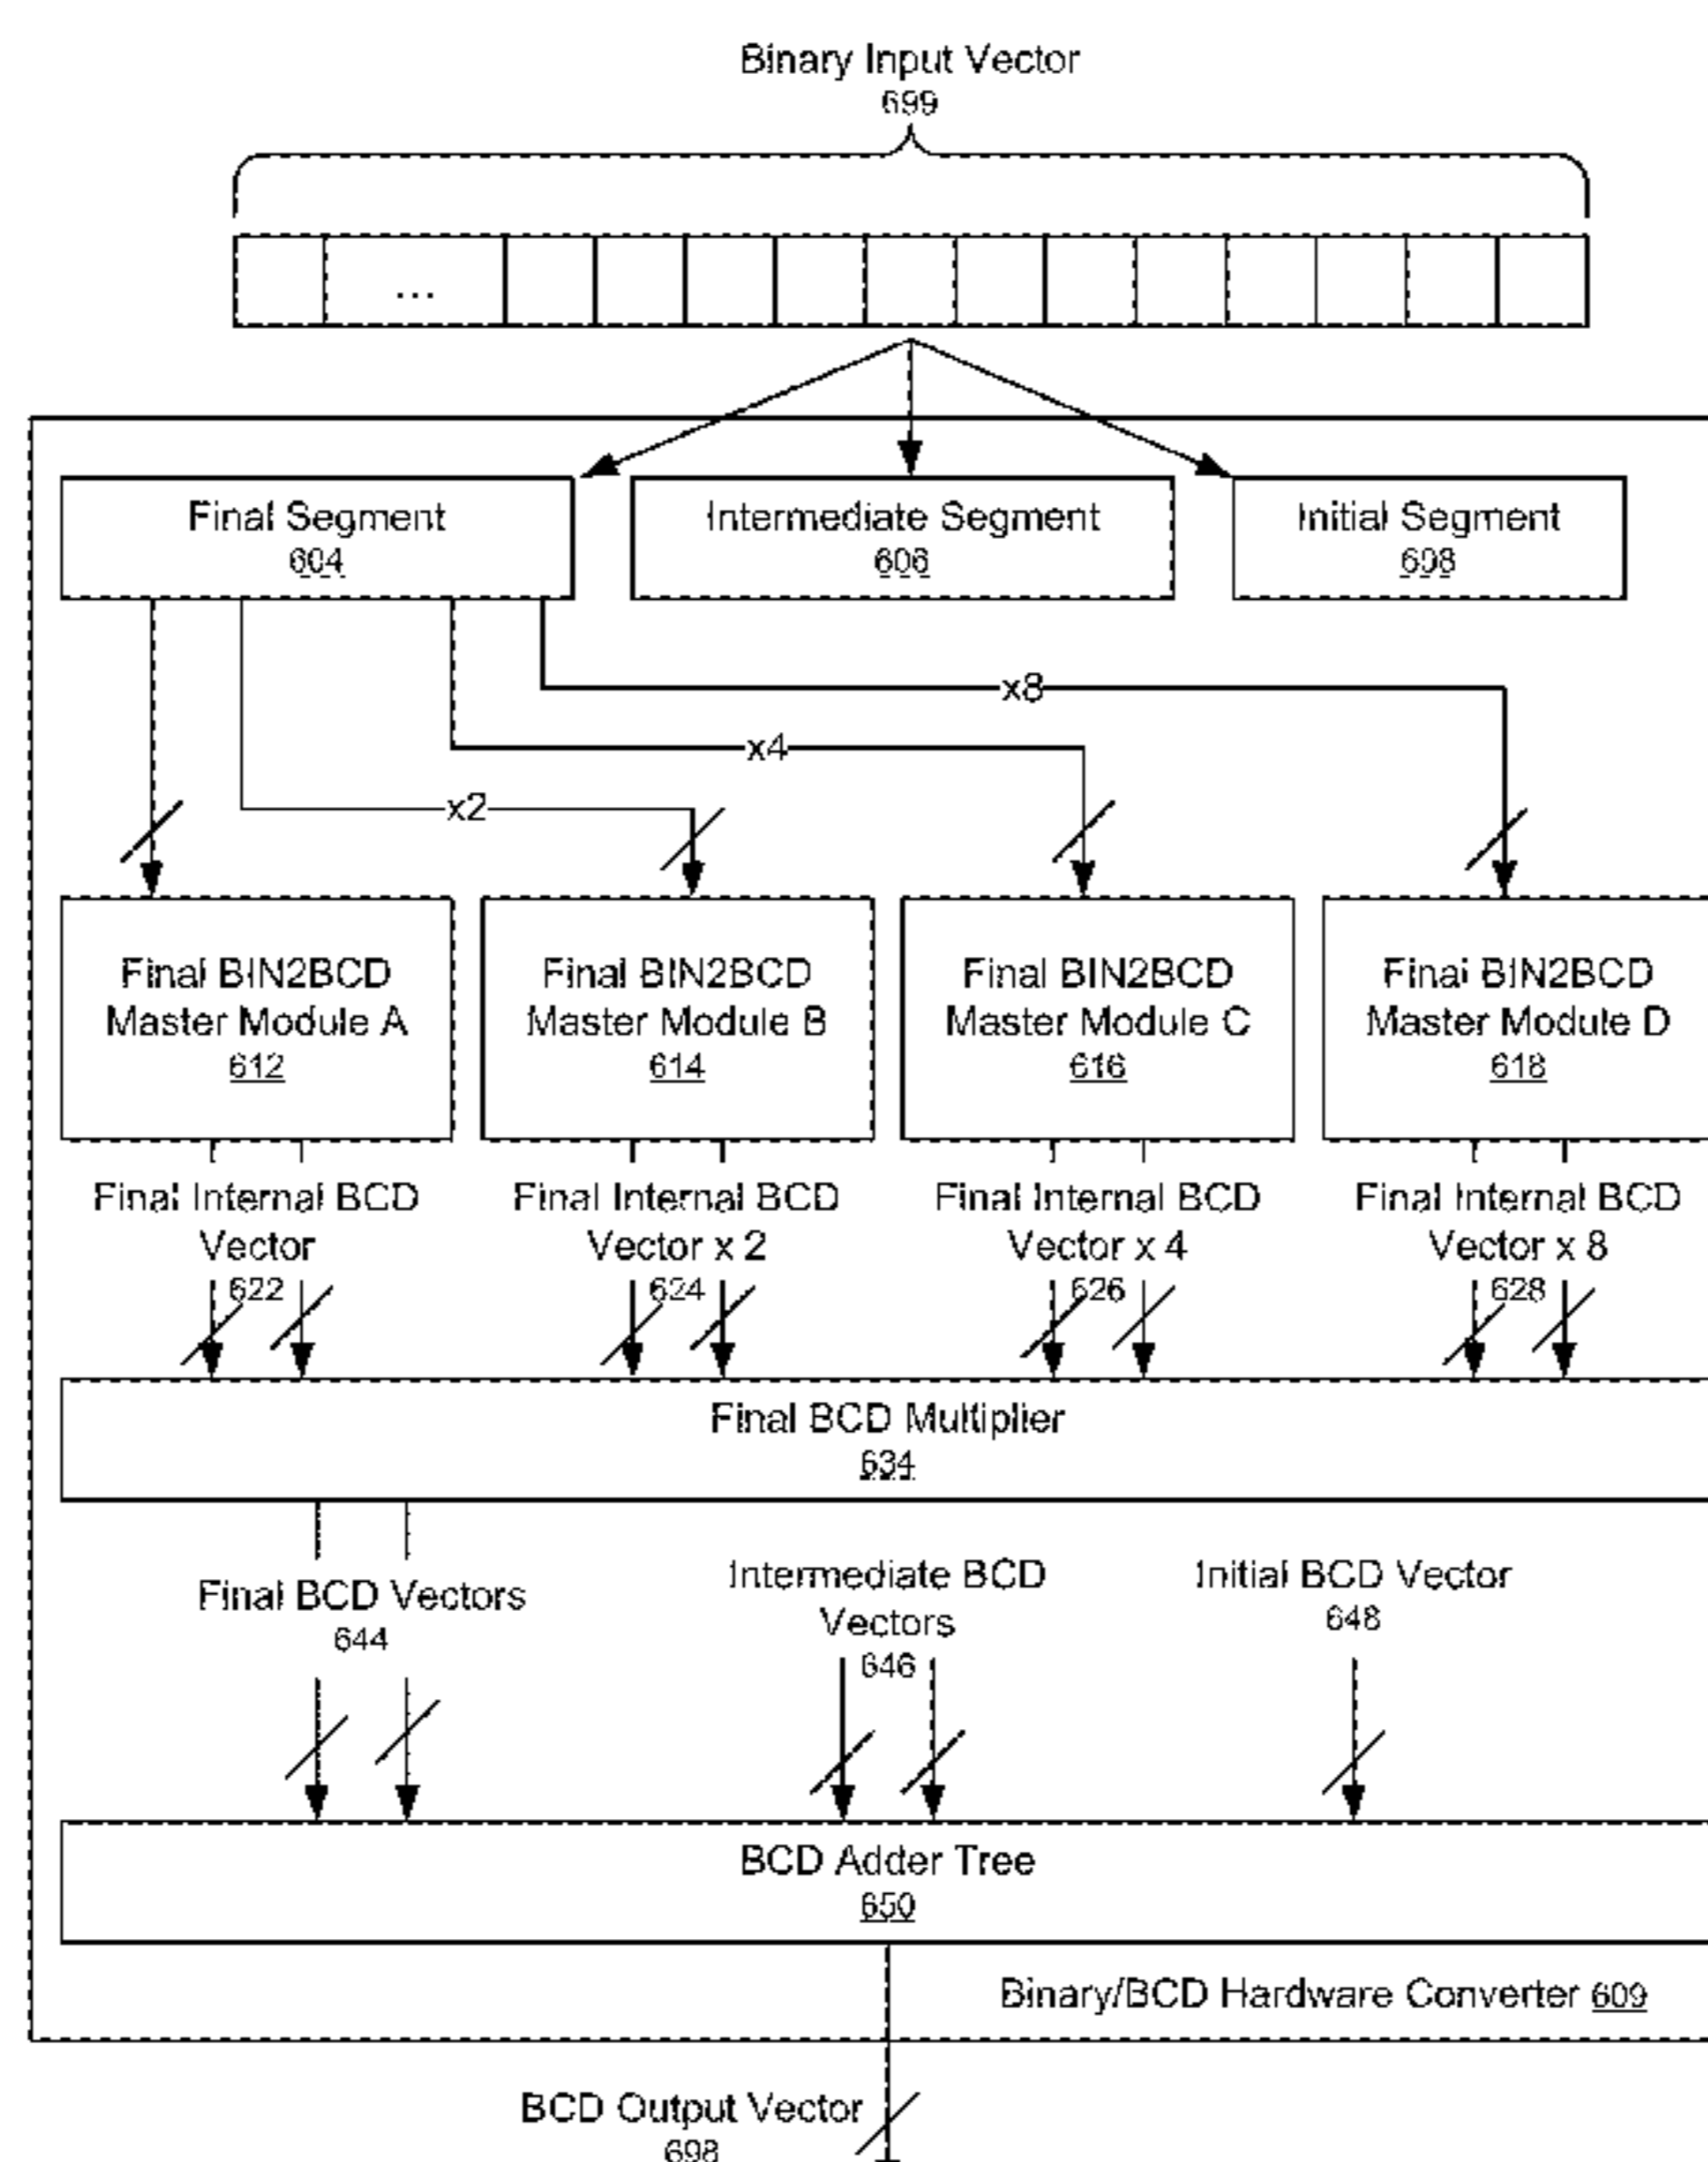 Binary Input Vector
699
...
Final Segment
604
Intermediate Segment
606
Initial Segment
608
x8
x4
x2
Final BIN2BCD
Master Module A
612
Final BIN2BCD
Master Module B
614
Final BIN2BCD
Master Module C
616
Final BIN2BCD
Master Module D
618
Final Internal BCD
Vector
622
Final Internal BCD
Vector x 2
624
Final Internal BCD
Vector x 4
626
Final Internal BCD
Vector x 8
628
Final BCD Multiplier
634
Final BCD Vectors
644
Intermediate BCD
Vectors
646
Initial BCD Vector
648
BCD Adder Tree
650
Binary/BCD Hardware Converter 609
BCD Output Vector
698